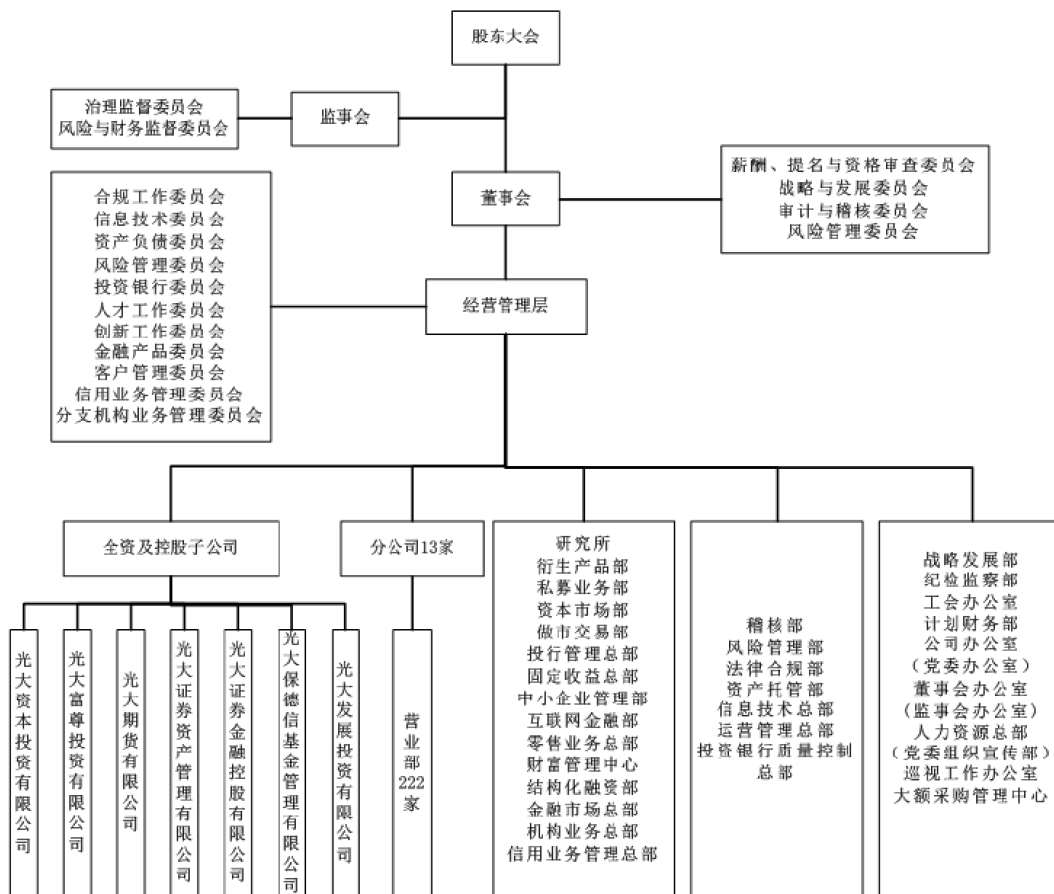 股东大会
治理监督委员会
风险与财务监督委员会
监事会
董事会
薪酬、提名与资格审查委员会
战略与发展委员会
审计与稽核委员会
风险管理委员会
合规工作委员会
信息技术委员会
资产负债委员会
风险管理委员会
投资银行委员会
人才工作委员会
创新工作委员会
金融产品委员会
客户管理委员会
信用业务管理委员会
分支机构业务管理委员会
经营管理层
全资及控股子公司
光大资本投资有限公司
光大富尊投资有限公司
光大期货有限公司
光大证券资产管理有限公司
光大证券金融控股有限公司
光大保德信基金管理有限公司
光大发展投资有限公司
分公司13家
营业部
222
家
研究所
衍生产品部
私募业务部
资本市场部
做市交易部
投行管理总部
固定收益总部
中小企业管理部
互联网金融部
零售业务总部
财富管理中心
结构化融资部
金融市场总部
机构业务总部
信用业务管理总部
稽核部
风险管理部
法律合规部
资产托管部
信息技术总部
运营管理总部
投资银行质量控制
总部
战略发展部
纪检监察部
工会办公室
计划财务部
公司办公室
（党委办公室）
董事会办公室
(监事会办公室)
人力资源总部
（党委组织宣传部）
巡视工作办公室
大额采购管理中心